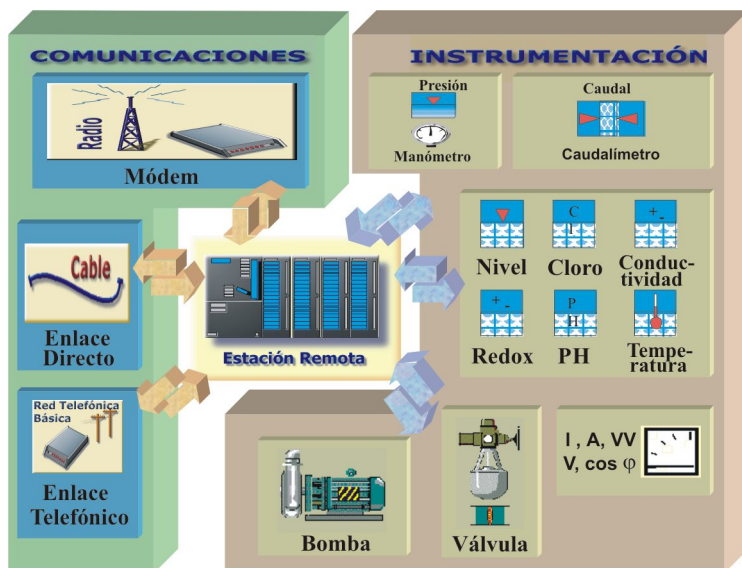 COMUNICACIONES
Radio
Módem
Cable
Enlace
Directo
Red Telefónica
Básica
Enlace
Telefónico
Estación Remota
INSTRUMENTACIÓN
Presión
Manómetro
Caudal
Caudalímetro
Nivel
C
l
Cloro
+ -
Conduc-
tividad
+ -
Redox
P
H
PH
Tempe-
ratura
Bomba
Válvula
I , A, VV
V, cos φ